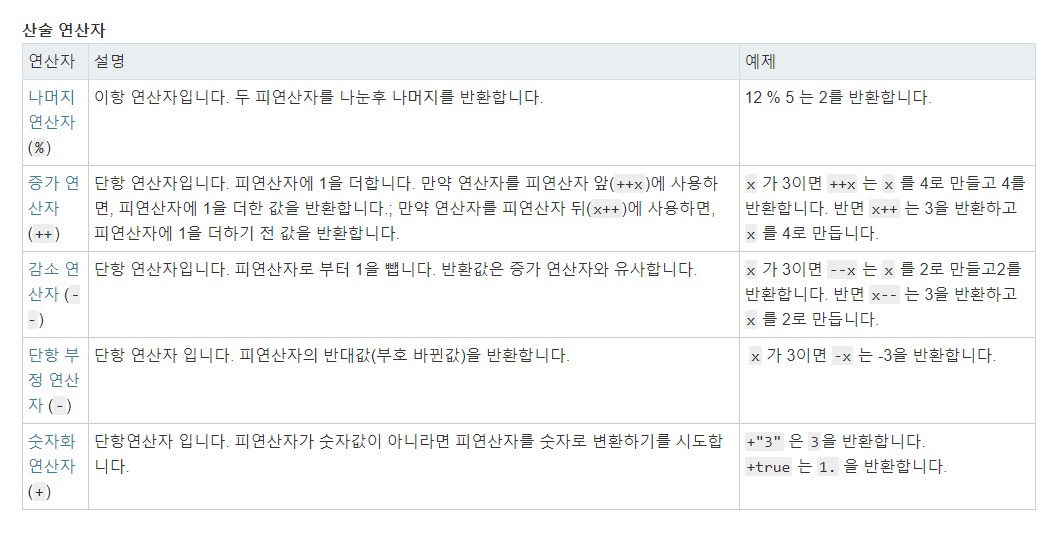 산술 연산자
연산자
설명
예제
나머지
연산자
(%)
이항 연산자입니다. 두 피연산자를 나눈후 나머지를 반환합니다.
12 % 5 는 2를 반환합니다.
증가 연
산자
(++)
단항 연산자입니다. 피연산자에 1을 더합니다. 만약 연산자를 피연산자 앞(++x)에 사용하
면, 피연산자에 1을 더한 값을 반환합니다.; 만약 연산자를 피연산자 뒤(x++)에 사용하면,
피연산자에 1을 더하기 전 값을 반환합니다.
x 가 3이면 ++x 는 x 를 4로 만들고 4를
반환합니다. 반면 x++ 는 3을 반환하고
x 를 4로 만듭니다.
감소 연
산자 (-
-)
단항 연산자입니다. 피연산자로 부터 1을 뺍니다. 반환값은 증가 연산자와 유사합니다.
x 가 3이면 --x 는 x 를 2로 만들고2를
반환합니다. 반면 x-- 는 3을 반환하고
x 를 2로 만듭니다.
단항 부
정 연산
자 (-)
단항 연산자 입니다. 피연산자의 반대값(부호 바뀐값)을 반환합니다.
x 가 3이면 -x 는 -3을 반환합니다.
숫자화
연산자
(+)
단항연산자 입니다. 피연산자가 숫자값이 아니라면 피연산자를 숫자로 변환하기를 시도합
니다.
+"3" 은 3을 반환합니다.
+true 는 1. 을 반환합니다.